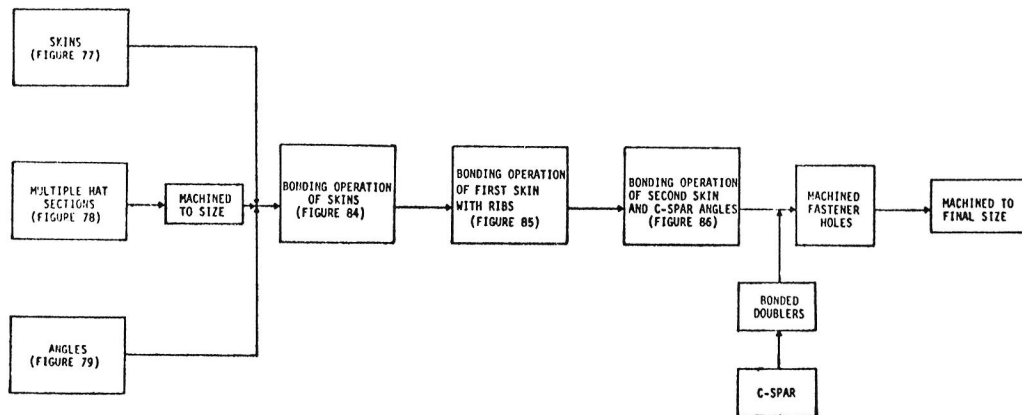 SKINS
(FIGURE 77)
MULTIPLE HAT
SECTIONS
(FIGURE 78)
MACHINED
TO SIZE
ANGLES
(FIGURE 79)
BONDING OPERATION
OF SKINS
(FIGURE 84)
BONDING OPERATION
OF FIRST SKIN
WITH RIBS
(FIGURE 85)
BONDING OPERATION
OF SECOND SKIN
AND C-SPAR ANGLES
(FIGURE 86)
MACHINED
FASTENER
HOLES
MACHINED TO
FINAL SIZE
BONDED
DOUBLERS
C-SPAR